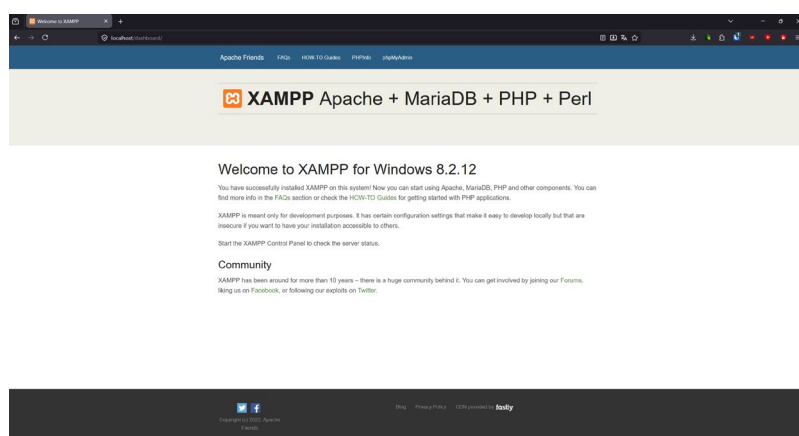 Welcome to XAMPP
localhost/dashboard/
Apache Friends FAQs HOW-TO Guides PHPInfo phpMyAdmin
XAMPP Apache + MariaDB + PHP + Perl
Welcome to XAMPP for Windows 8.2.12
You have successfully installed XAMPP on this system! Now you can start using Apache, MariaDB, PHP and other components. You can
find more info in the FAQs section or check the HOW-TO Guides for getting started with PHP applications.
XAMPP is meant only for development purposes. It has certain configuration settings that make it easy to develop locally but that are
insecure if you want to have your installation accessible to others.
Start the XAMPP Control Panel to check the server status.
Community
XAMPP has been around for more than 10 years – there is a huge community behind it. You can get involved by joining our Forums,
liking us on Facebook, or following our exploits on Twitter.
Blog Privacy Policy CDN provided by fastly
Copyright (c) 2022, Apache
Friends